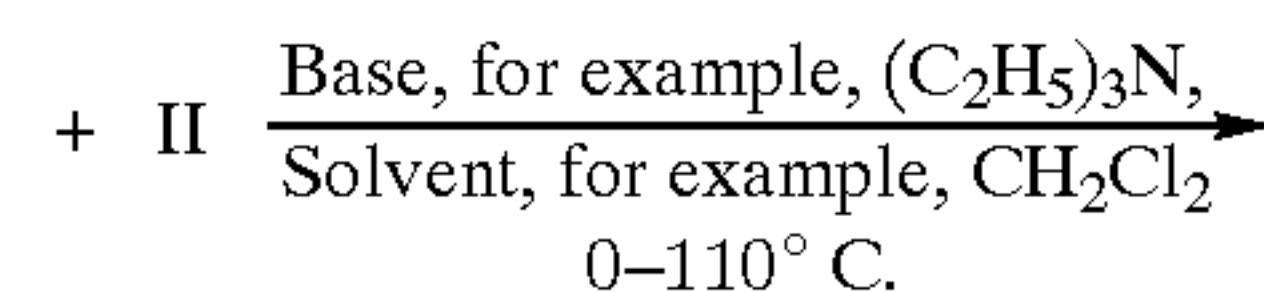 Base, for example, (C₂H₅)₃N,
+ II
Solvent, for example, CH₂Cl₂
0–110° C.